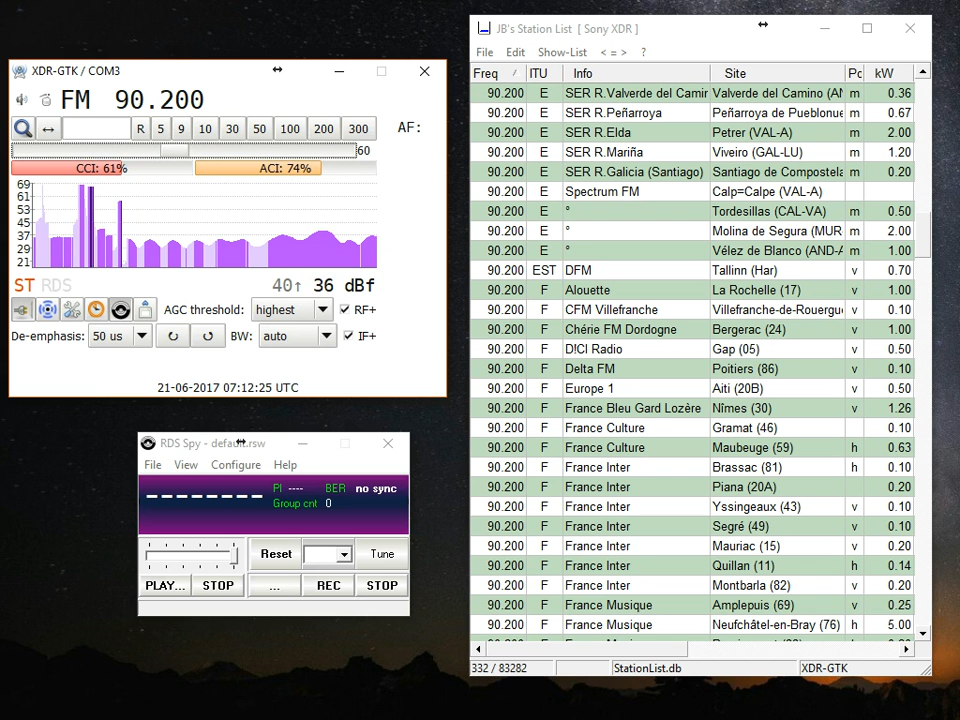 XDR-GTK / COM3
FM 90.200
R 5 9 10 30 50 100 200 300 AF:
60
CCI: 61% ACI: 74%
69
61
53
45
37
29
21
ST RDS 40↑ 36 dBf
AGC threshold: highest RF+
De-emphasis: 50 us ↻ ↺ BW: auto IF+
21-06-2017 07:12:25 UTC
RDS Spy - default.rsw
File View Configure Help
PI ---- BER no sync
Group cnt 0
Reset Tune
PLAY... STOP ... REC STOP
JB's Station List [ Sony XDR ]
File Edit Show-List < = > ?
Freq / ITU Info Site Pc kW
90.200 E SER R.Valverde del Camir Valverde del Camino (AN m 0.36
90.200 E SER R.Peñarroya Peñarroya de Pueblonue m 0.67
90.200 E SER R.Elda Petrer (VAL-A) m 2.00
90.200 E SER R.Mariña Viveiro (GAL-LU) m 1.20
90.200 E SER R.Galicia (Santiago) Santiago de Compostela m 0.20
90.200 E Spectrum FM Calp=Calpe (VAL-A)
90.200 E ° Tordesillas (CAL-VA) m 0.50
90.200 E ° Molina de Segura (MUR m 2.00
90.200 E ° Vélez de Blanco (AND-A m 1.00
90.200 EST DFM Tallinn (Har) v 0.70
90.200 F Alouette La Rochelle (17) v 1.00
90.200 F CFM Villefranche Villefranche-de-Rouergu v 0.10
90.200 F Chérie FM Dordogne Bergerac (24) v 1.00
90.200 F D!CI Radio Gap (05) v 0.50
90.200 F Delta FM Poitiers (86) v 0.10
90.200 F Europe 1 Aiti (20B) v 0.50
90.200 F France Bleu Gard Lozère Nîmes (30) v 1.26
90.200 F France Culture Gramat (46) 0.10
90.200 F France Culture Maubeuge (59) h 0.63
90.200 F France Inter Brassac (81) h 0.10
90.200 F France Inter Piana (20A) 0.20
90.200 F France Inter Yssingeaux (43) v 0.10
90.200 F France Inter Segré (49) v 0.10
90.200 F France Inter Mauriac (15) v 0.20
90.200 F France Inter Quillan (11) h 0.14
90.200 F France Inter Montbarla (82) v 0.20
90.200 F France Musique Amplepuis (69) v 0.25
90.200 F France Musique Neufchâtel-en-Bray (76) h 5.00
332 / 83282 StationList.db XDR-GTK